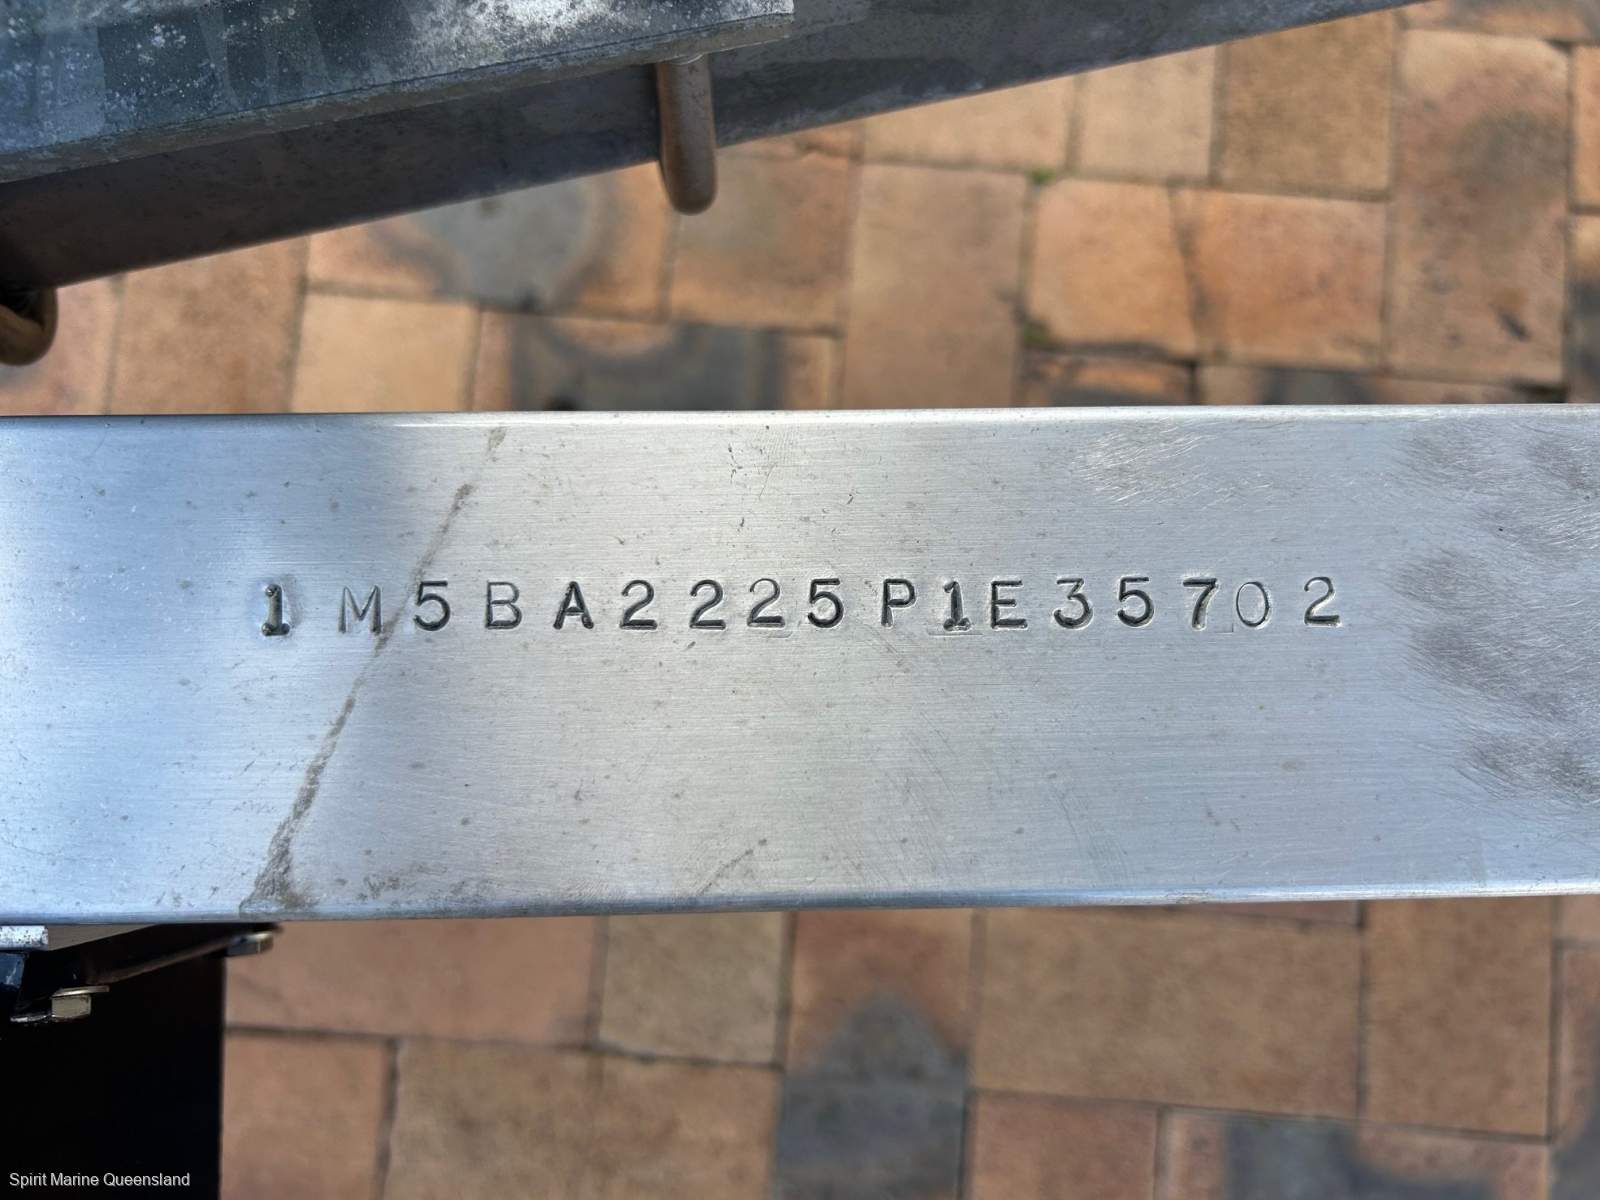 1M5BA2225P1E35702
Spirit Marine Queensland